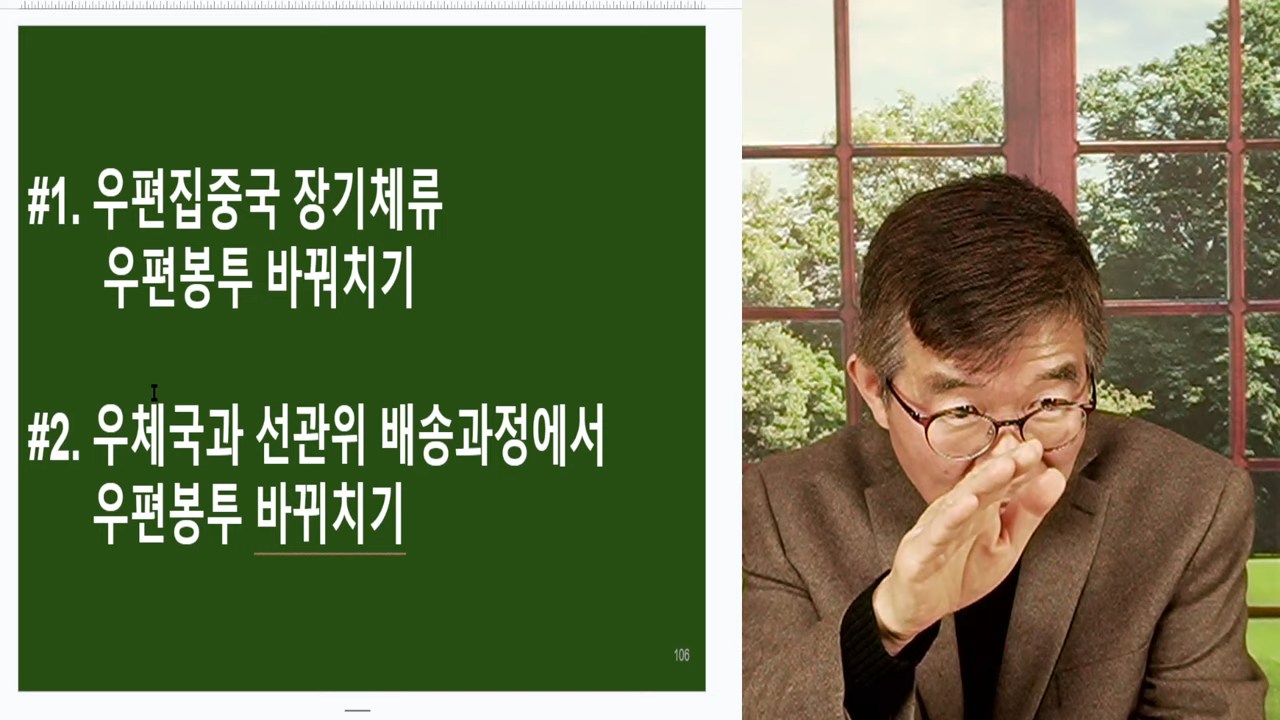 #1. 우편집중국 장기체류
우편봉투 바꿔치기
#2. 우체국과 선관위 배송과정에서
우편봉투 바뀌치기
106